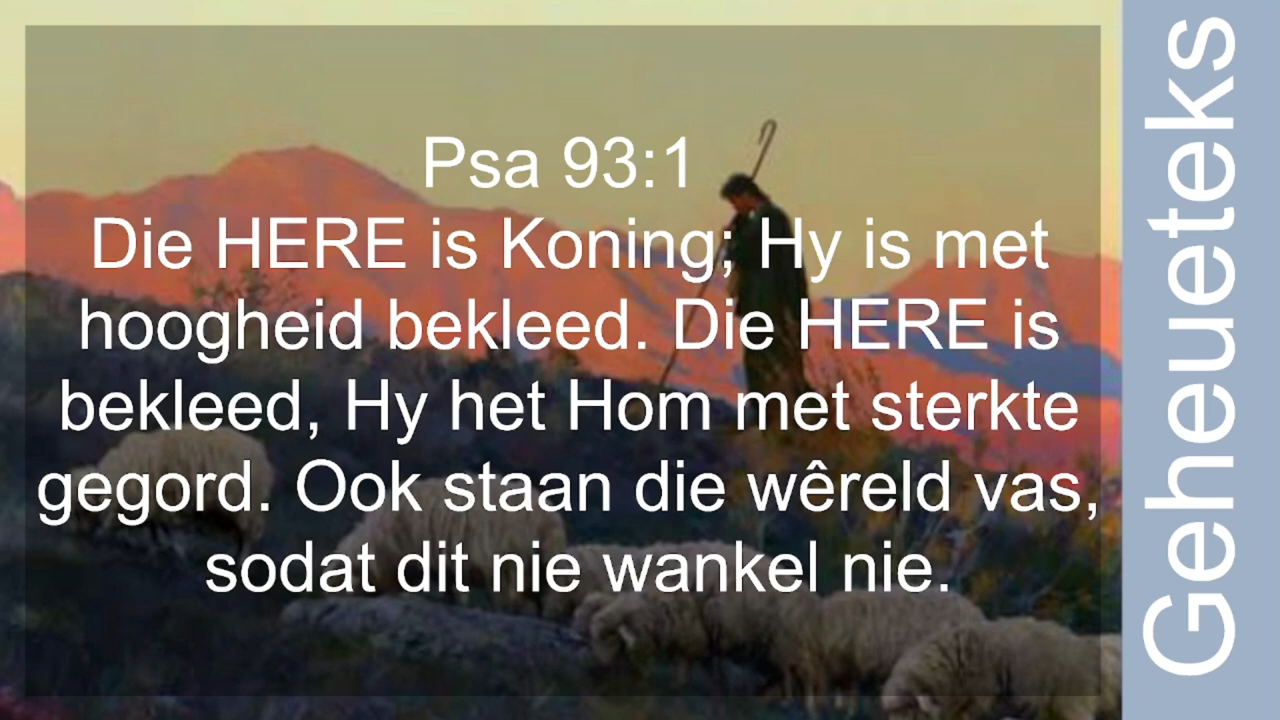 Psa 93:1
Die HERE is Koning; Hy is met
hoogheid bekleed. Die HERE is
bekleed, Hy het Hom met sterkte
gegord. Ook staan die wêreld vas,
sodat dit nie wankel nie.
Geheueteks